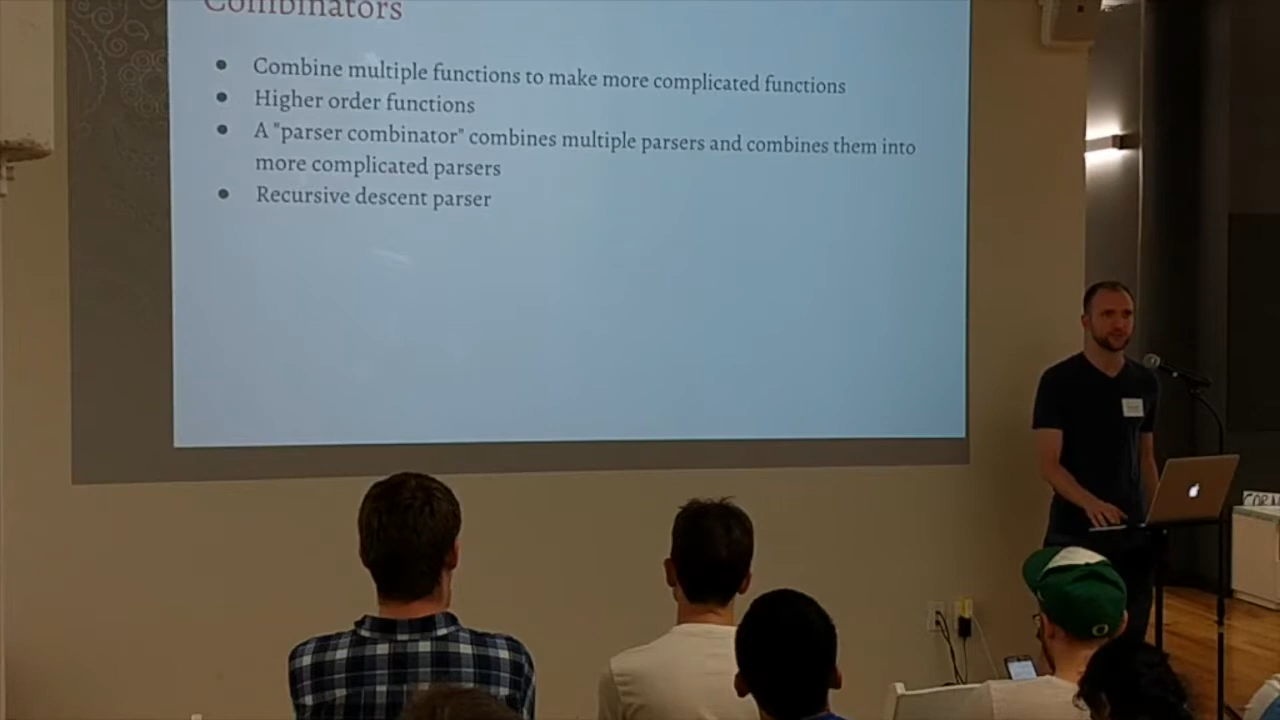 Combinators
● Combine multiple functions to make more complicated functions
● Higher order functions
● A "parser combinator" combines multiple parsers and combines them into
more complicated parsers
● Recursive descent parser